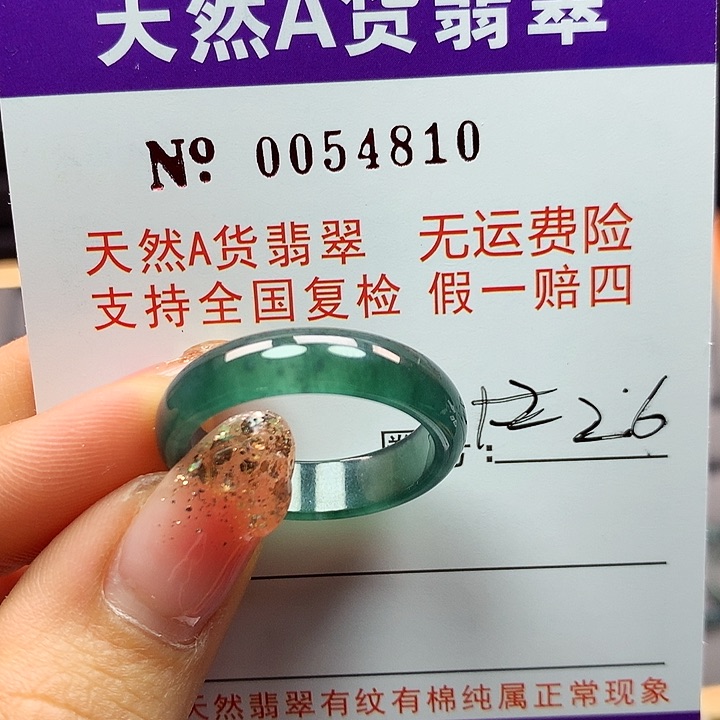 天然A货翡翠
No. 0054810
天然A货翡翠 无运费险
支持全国复检 假一赔四
2.6
天然翡翠有纹有棉纯属正常现象